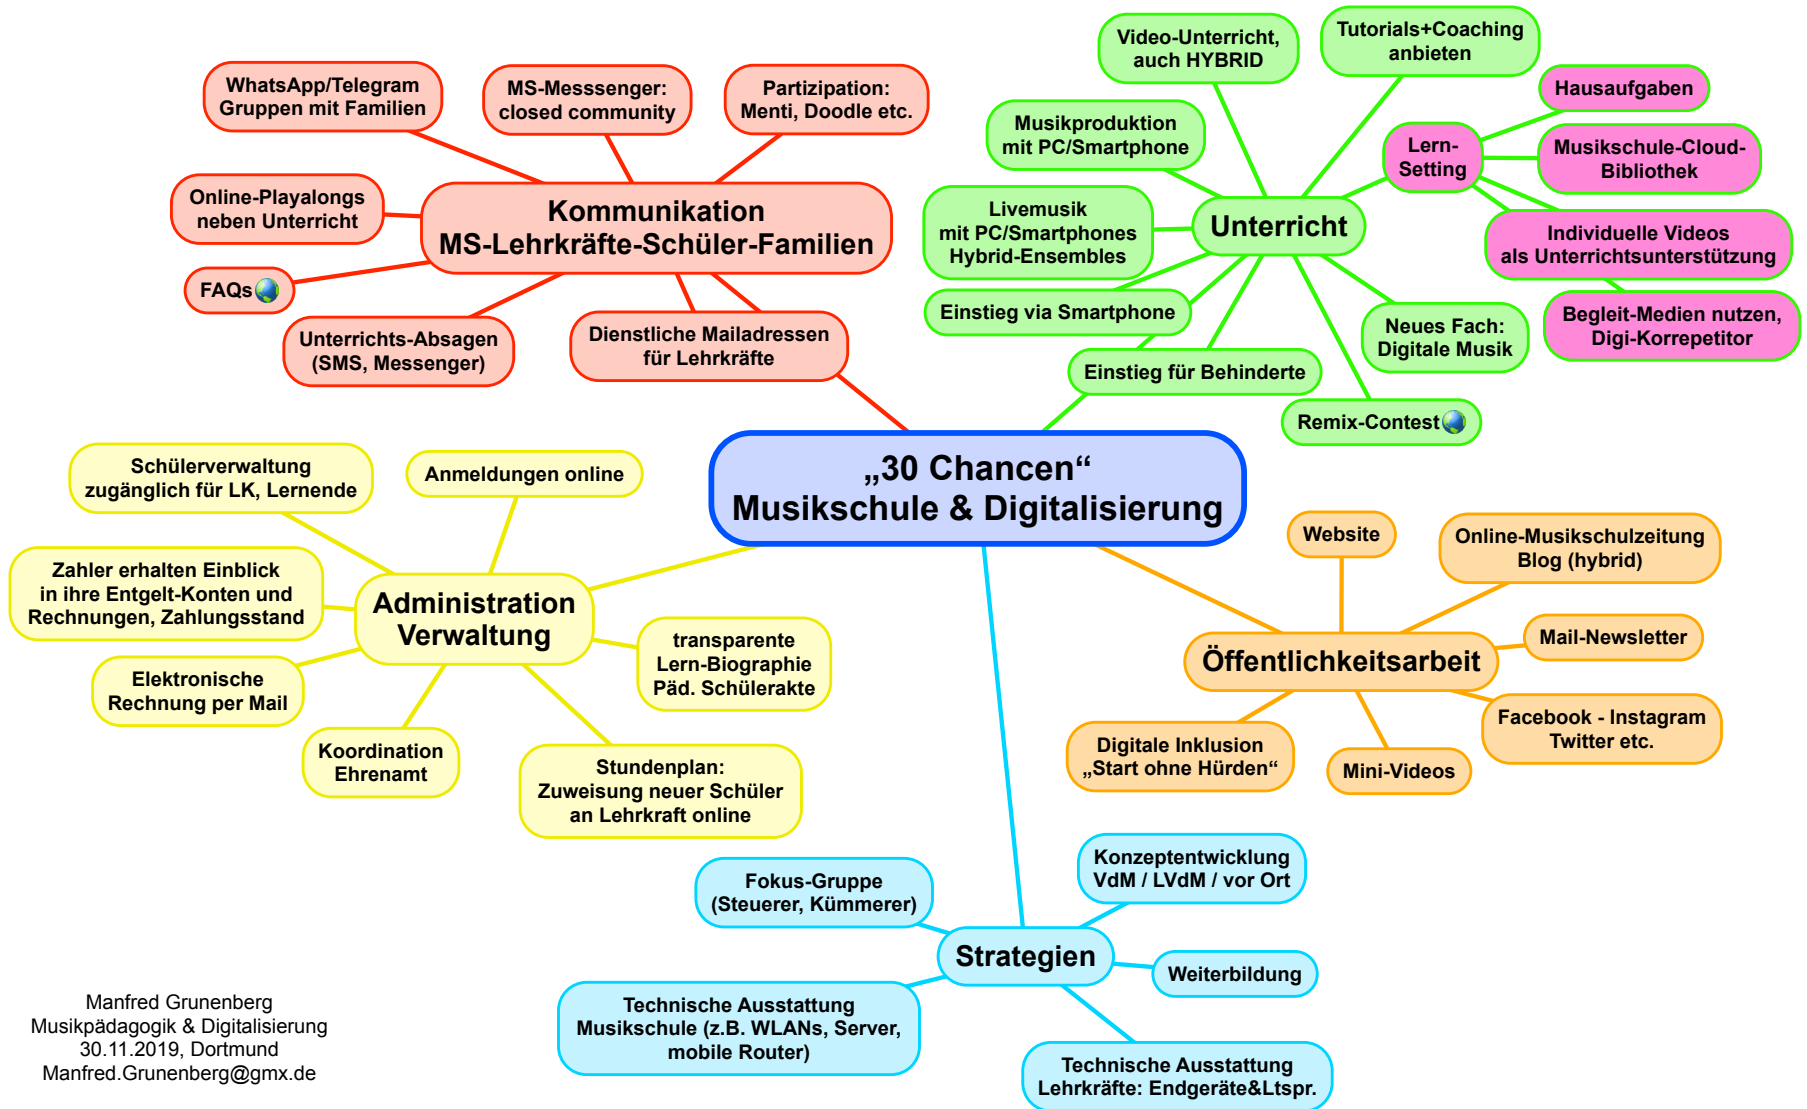 WhatsApp/Telegram
Gruppen mit Familien
MS-Messsenger:
closed community
Partizipation:
Menti, Doodle etc.
Online-Playalongs
neben Unterricht
Kommunikation
MS-Lehrkräfte-Schüler-Familien
FAQs
Unterrichts-Absagen
(SMS, Messenger)
Dienstliche Mailadressen
für Lehrkräfte
Video-Unterricht,
auch HYBRID
Tutorials+Coaching
anbieten
Musikproduktion
mit PC/Smartphone
Livemusik
mit PC/Smartphones
Hybrid-Ensembles
Unterricht
Einstieg via Smartphone
Einstieg für Behinderte
Neues Fach:
Digitale Musik
Remix-Contest
Lern-
Setting
Hausaufgaben
Musikschule-Cloud-
Bibliothek
Individuelle Videos
als Unterrichtsunterstützung
Begleit-Medien nutzen,
Digi-Korrepetitor
„30 Chancen“
Musikschule & Digitalisierung
Schülerverwaltung
zugänglich für LK, Lernende
Anmeldungen online
Zahler erhalten Einblick
in ihre Entgelt-Konten und
Rechnungen, Zahlungsstand
Administration
Verwaltung
transparente
Lern-Biographie
Päd. Schülerakte
Elektronische
Rechnung per Mail
Koordination
Ehrenamt
Stundenplan:
Zuweisung neuer Schüler
an Lehrkraft online
Website
Online-Musikschulzeitung
Blog (hybrid)
Öffentlichkeitsarbeit
Mail-Newsletter
Facebook - Instagram
Twitter etc.
Digitale Inklusion
„Start ohne Hürden“
Mini-Videos
Fokus-Gruppe
(Steuerer, Kümmerer)
Konzeptentwicklung
VdM / LVdM / vor Ort
Strategien
Weiterbildung
Technische Ausstattung
Musikschule (z.B. WLANs, Server,
mobile Router)
Technische Ausstattung
Lehrkräfte: Endgeräte&Ltspr.
Manfred Grunenberg
Musikpädagogik & Digitalisierung
30.11.2019, Dortmund
Manfred.Grunenberg@gmx.de